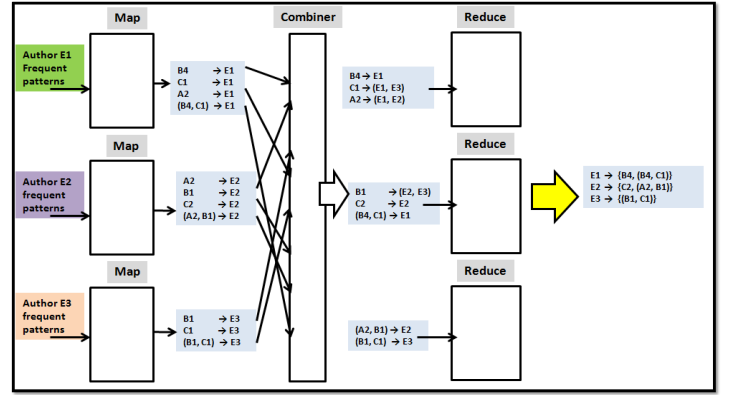 Map
Combiner
Reduce
Author E1
Frequent
patterns
B4 → E1
C1 → E1
A2 → E1
(B4, C1) → E1
B4 → E1
C1 → (E1, E3)
A2 → (E1, E2)
Map
Reduce
Author E2
frequent
patterns
A2 → E2
B1 → E2
C2 → E2
(A2, B1) → E2
B1 → (E2, E3)
C2 → E2
(B4, C1) → E1
E1 → {B4, (B4, C1)}
E2 → {C2, (A2, B1)}
E3 → {(B1, C1)}
Map
Reduce
Author E3
frequent
patterns
B1 → E3
C1 → E3
(B1, C1) → E3
(A2, B1) → E2
(B1, C1) → E3